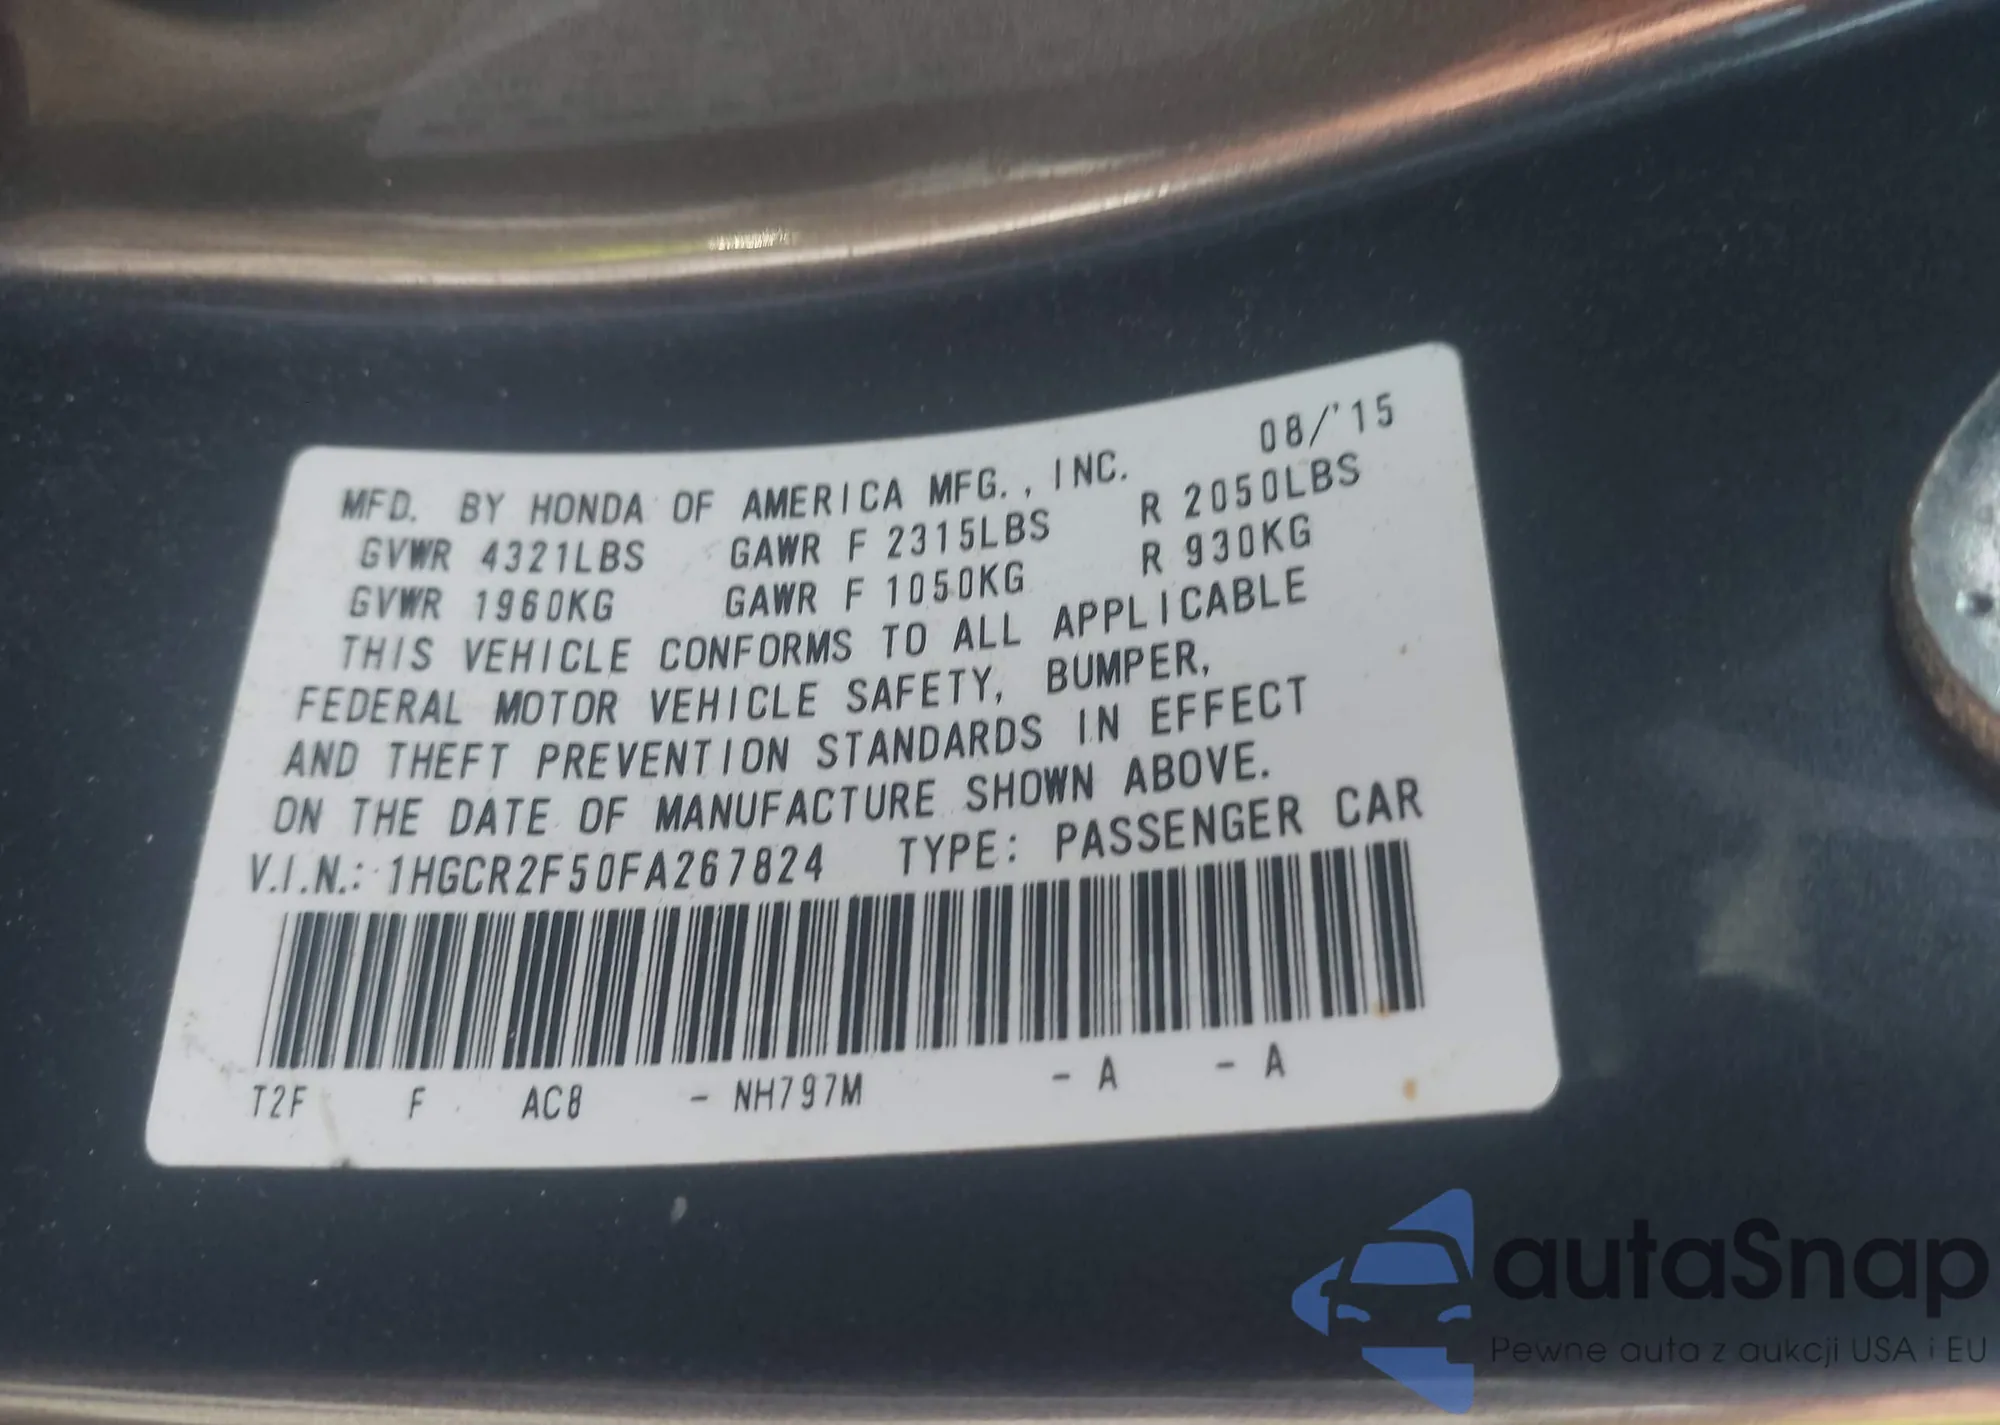 08/'15
MFD. BY HONDA OF AMERICA MFG., INC.
GVWR 4321LBS GAWR F 2315LBS R 2050LBS
GVWR 1960KG GAWR F 1050KG R 930KG
THIS VEHICLE CONFORMS TO ALL APPLICABLE
FEDERAL MOTOR VEHICLE SAFETY, BUMPER,
AND THEFT PREVENTION STANDARDS IN EFFECT
ON THE DATE OF MANUFACTURE SHOWN ABOVE.
V.I.N.: 1HGCR2F50FA267824 TYPE: PASSENGER CAR
T2F F AC8 - NH797M - A - A
autaSnap
Pewne auta z aukcji USA i EU